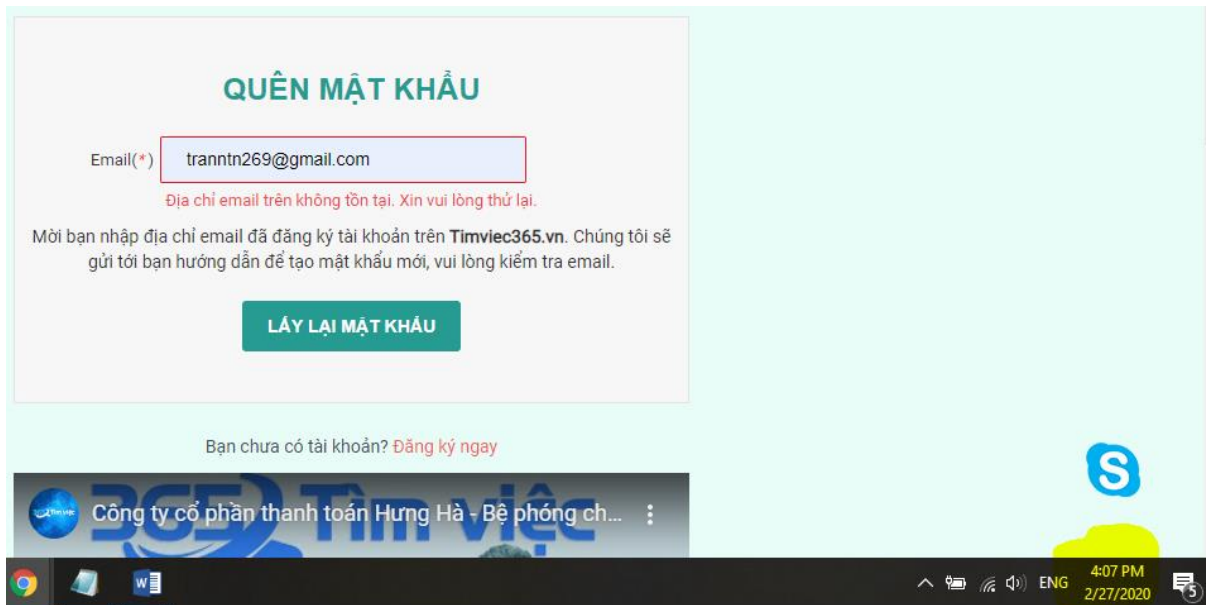 QUÊN MẬT KHẨU
Email(*) tranntn269@gmail.com
Địa chỉ email trên không tồn tại. Xin vui lòng thử lại.
Mời bạn nhập địa chỉ email đã đăng ký tài khoản trên Timviec365.vn. Chúng tôi sẽ
gửi tới bạn hướng dẫn để tạo mật khẩu mới, vui lòng kiểm tra email.
LẤY LẠI MẬT KHẨU
Bạn chưa có tài khoản? Đăng ký ngay
365 Tìm việc
Công ty cổ phần thanh toán Hưng Hà - Bệ phóng ch...
S
W
ENG
4:07 PM
2/27/2020
5